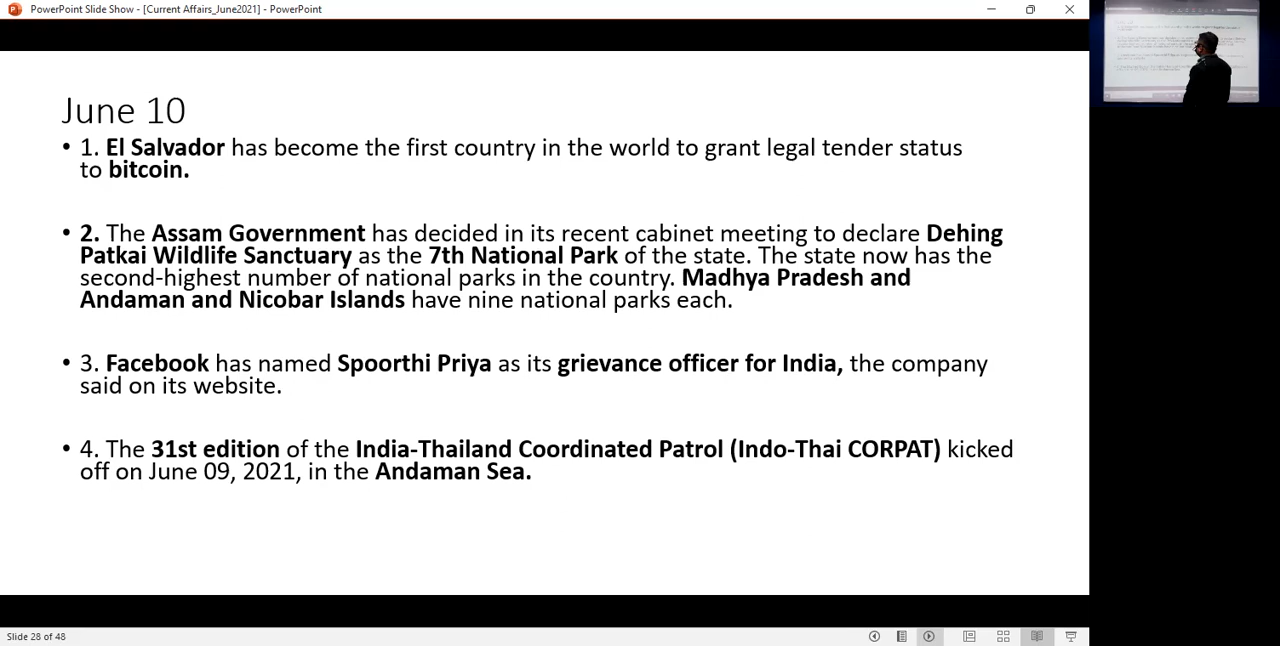 PowerPoint Slide Show - [Current Affairs_June2021] - PowerPoint
June 10
• 1. El Salvador has become the first country in the world to grant legal tender status
to bitcoin.
• 2. The Assam Government has decided in its recent cabinet meeting to declare Dehing
Patkai Wildlife Sanctuary as the 7th National Park of the state. The state now has the
second-highest number of national parks in the country. Madhya Pradesh and
Andaman and Nicobar Islands have nine national parks each.
• 3. Facebook has named Spoorthi Priya as its grievance officer for India, the company
said on its website.
• 4. The 31st edition of the India-Thailand Coordinated Patrol (Indo-Thai CORPAT) kicked
off on June 09, 2021, in the Andaman Sea.
Slide 28 of 48